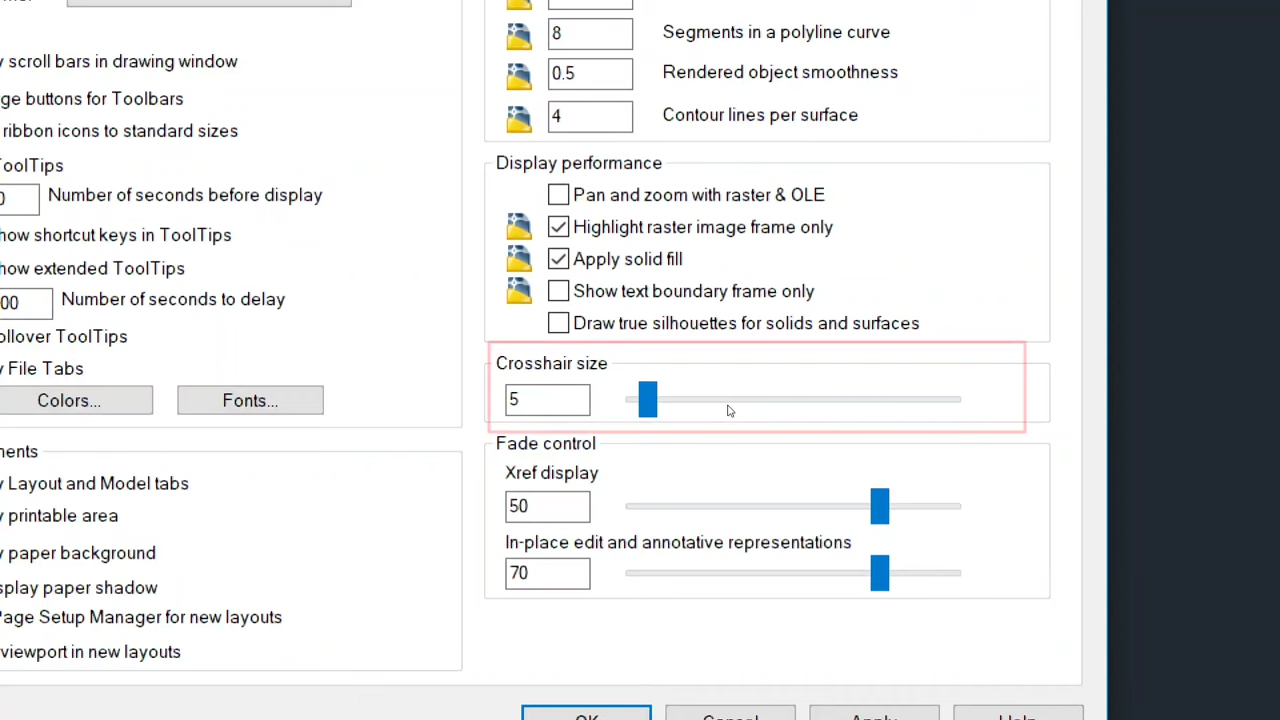 8 Segments in a polyline curve
scroll bars in drawing window
0.5 Rendered object smoothness
buttons for Toolbars
4 Contour lines per surface
ribbon icons to standard sizes
Display performance
ToolTips
Pan and zoom with raster & OLE
Number of seconds before display
Highlight raster image frame only
how shortcut keys in ToolTips
Apply solid fill
how extended ToolTips
Show text boundary frame only
00 Number of seconds to delay
Draw true silhouettes for solids and surfaces
ollover ToolTips
Crosshair size
File Tabs
5
Colors... Fonts...
Fade control
ments
Xref display
Layout and Model tabs
50
printable area
In-place edit and annotative representations
paper background
70
splay paper shadow
Page Setup Manager for new layouts
viewport in new layouts
OK Cancel Apply Help